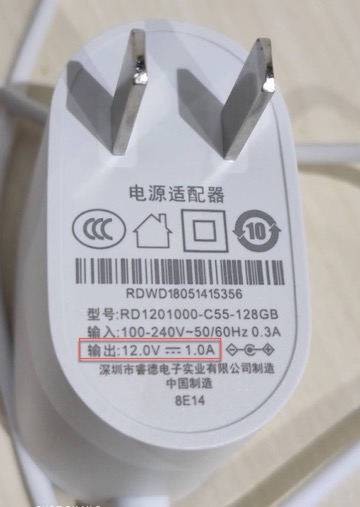 电源适配器
CCC
10
RDWD18051415356
型号:RD1201000-C55-128GB
输入:100-240V~50/60Hz 0.3A
输出:12.0V⎓1.0A
深圳市睿德电子实业有限公司制造
中国制造
8E14